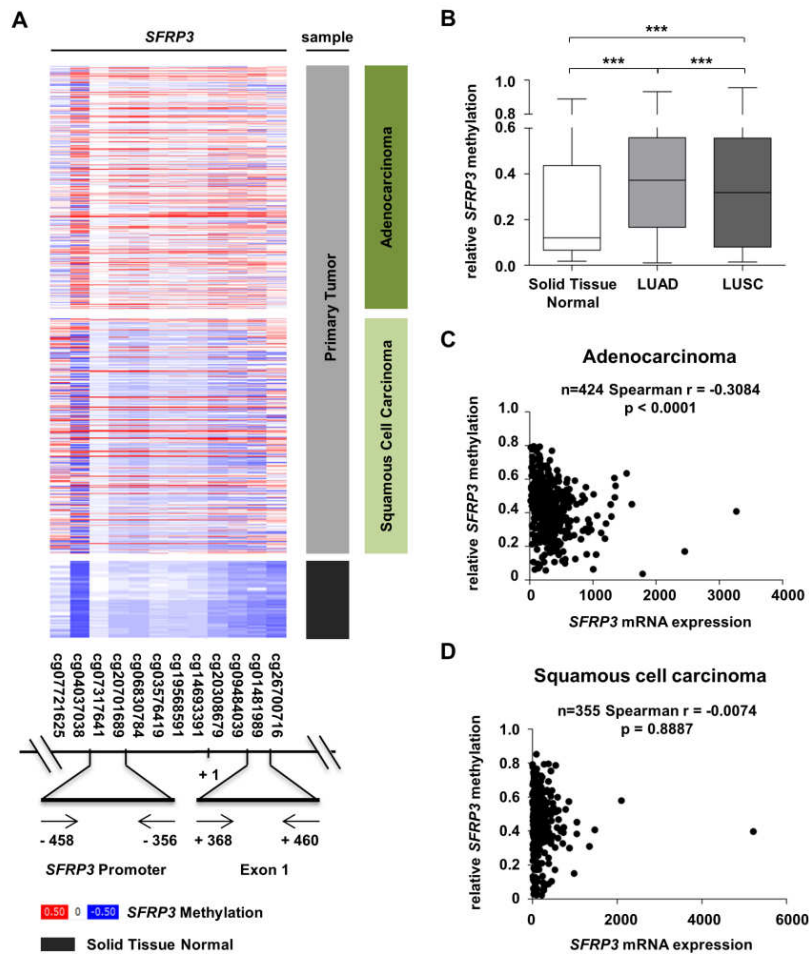 A
SFRP3
sample
Primary Tumor
Adenocarcinoma
Squamous Cell Carcinoma
cg07721625
cg04037038
cg07317641
cg20701689
cg06830784
cg03576419
cg19568591
cg14693391
cg20308679
cg09484039
cg01481989
cg26700716
+ 1
- 458
- 356
+ 368
+ 460
SFRP3 Promoter
Exon 1
0.50 0 -0.50 SFRP3 Methylation
Solid Tissue Normal
B
***
*** ***
relative SFRP3 methylation
1.0
0.8
0.6
0.4
0.2
0.0
Solid Tissue Normal
LUAD
LUSC
C
Adenocarcinoma
n=424 Spearman r = -0.3084
p < 0.0001
relative SFRP3 methylation
1.0
0.8
0.6
0.4
0.2
0
0 1000 2000 3000 4000
SFRP3 mRNA expression
D
Squamous cell carcinoma
n=355 Spearman r = -0.0074
p = 0.8887
relative SFRP3 methylation
1.0
0.8
0.6
0.4
0.2
0
0 2000 4000 6000
SFRP3 mRNA expression